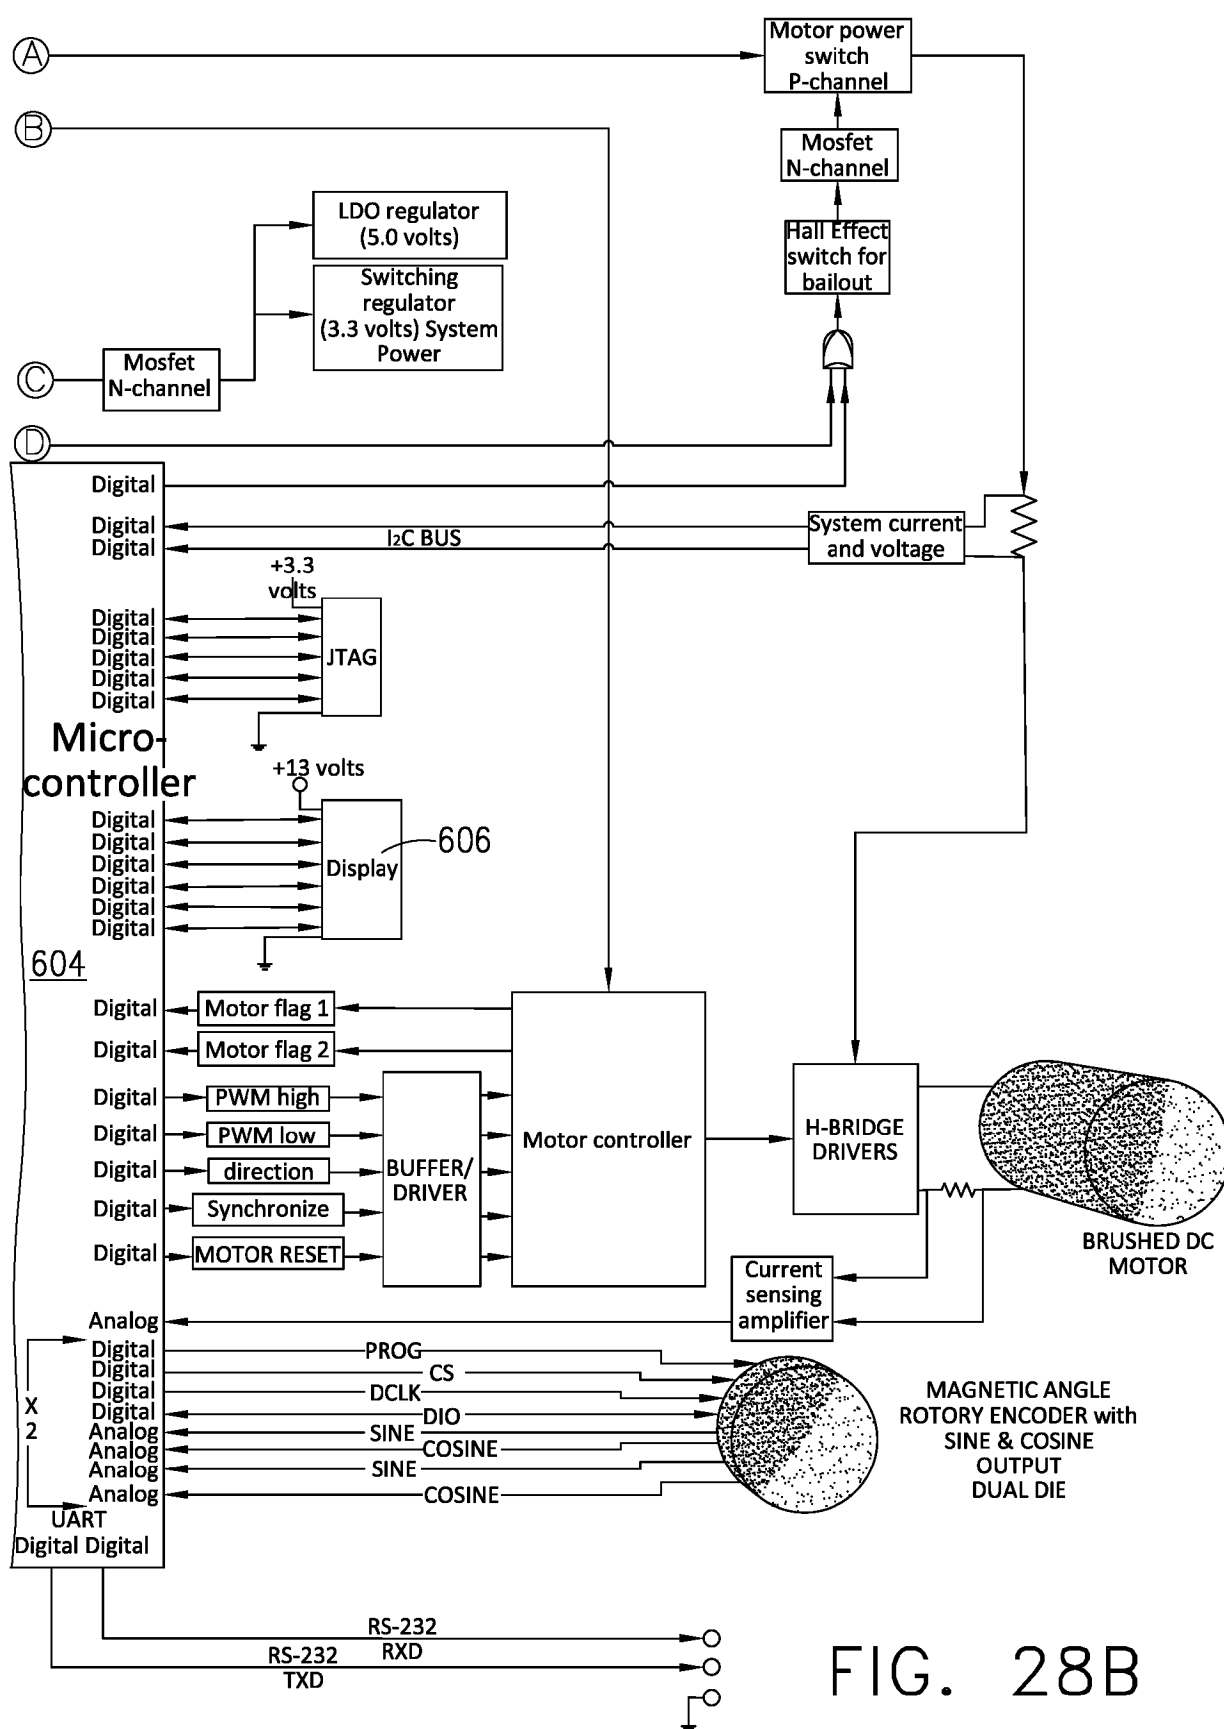 A
Motor power
switch
P-channel
B
Mosfet
N-channel
LDO regulator
(5.0 volts)
Hall Effect
switch for
bailout
Switching
regulator
(3.3 volts) System
Power
C
Mosfet
N-channel
D
Digital
Digital
Digital
I2C BUS
System current
and voltage
+3.3
volts
Digital
Digital
Digital
Digital
Digital
JTAG
Micro-
controller
+13 volts
Digital
Digital
Digital
Digital
Digital
Digital
Display
606
604
Digital
Motor flag 1
Digital
Motor flag 2
Digital
PWM high
Digital
PWM low
Digital
direction
Digital
Synchronize
Digital
MOTOR RESET
BUFFER/
DRIVER
Motor controller
H-BRIDGE
DRIVERS
BRUSHED DC
MOTOR
Current
sensing
amplifier
Analog
Digital
PROG
Digital
CS
Digital
DCLK
Digital
DIO
Analog
SINE
Analog
COSINE
Analog
SINE
Analog
COSINE
X
2
MAGNETIC ANGLE
ROTORY ENCODER with
SINE & COSINE
OUTPUT
DUAL DIE
UART
Digital Digital
RS-232
RXD
RS-232
TXD
FIG. 28B